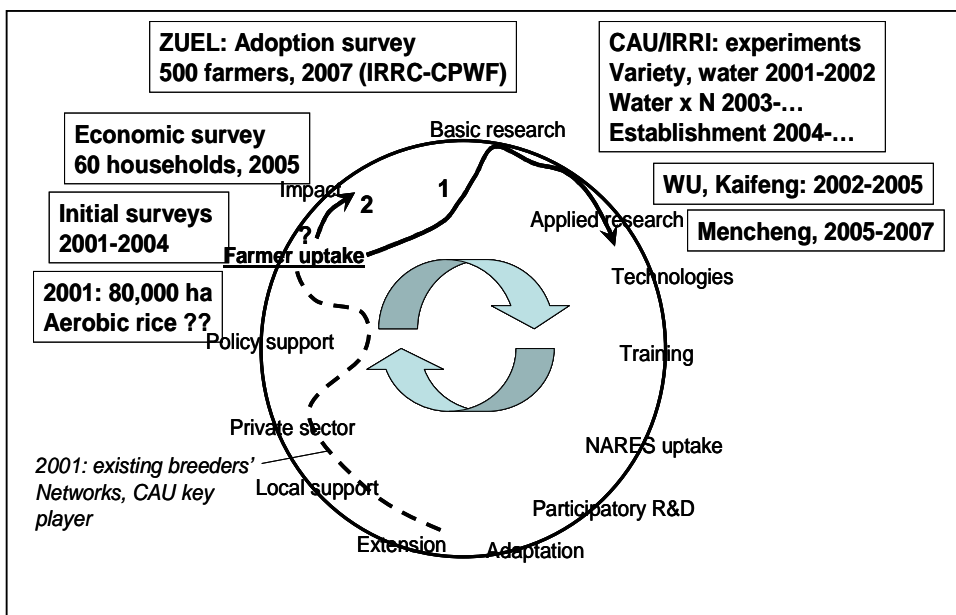 ZUEL: Adoption survey
500 farmers, 2007 (IRRC-CPWF)
CAU/IRRI: experiments
Variety, water 2001-2002
Water x N 2003-...
Establishment 2004-...
Economic survey
60 households, 2005
Basic research
Impact
1
2
WU, Kaifeng: 2002-2005
Initial surveys
2001-2004
Applied research
Mencheng, 2005-2007
?
Farmer uptake
Technologies
2001: 80,000 ha
Aerobic rice ??
Policy support
Training
Private sector
NARES uptake
2001: existing breeders'
Networks, CAU key
player
Local support
Participatory R&D
Extension
Adaptation